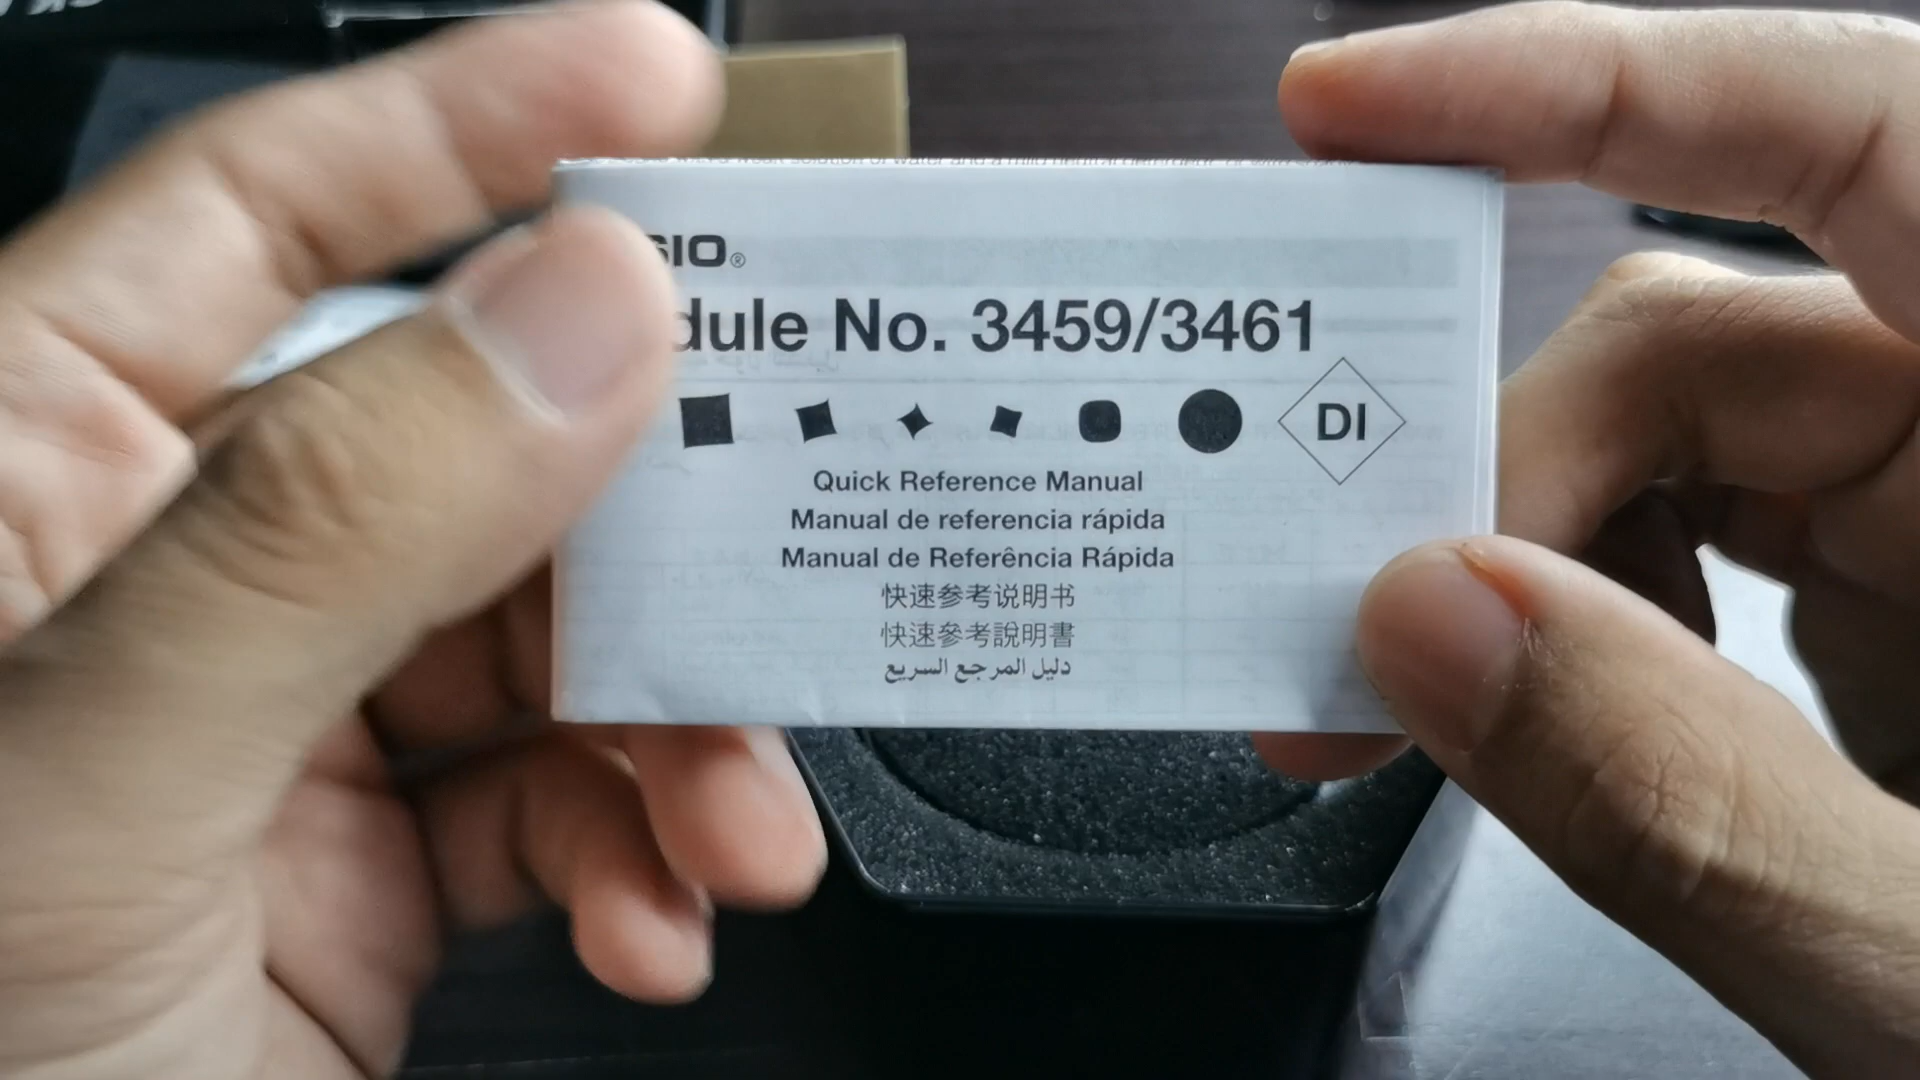 SIO®
dule No. 3459/3461
DI
Quick Reference Manual
Manual de referencia rápida
Manual de Referência Rápida
快速参考说明书
快速參考說明書
دليل المرجع السريع